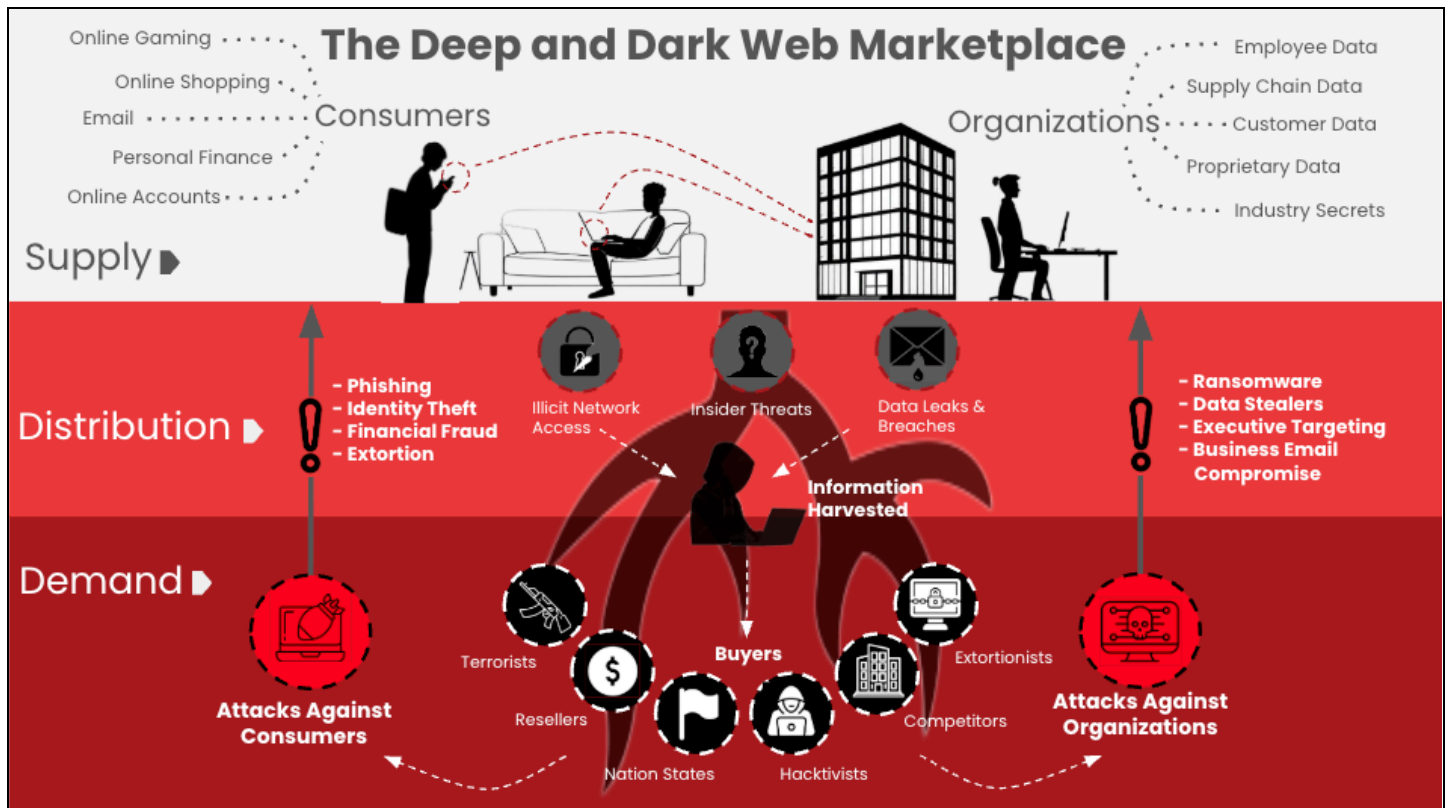 The Deep and Dark Web Marketplace
Online Gaming
Online Shopping
Email
Personal Finance
Online Accounts
Consumers
Organizations
Employee Data
Supply Chain Data
Customer Data
Proprietary Data
Industry Secrets
Supply
Distribution
- Phishing
- Identity Theft
- Financial Fraud
- Extortion
Illicit Network
Access
Insider Threats
?
Data Leaks &
Breaches
Information
Harvested
- Ransomware
- Data Stealers
- Executive Targeting
- Business Email
Compromise
Demand
Attacks Against
Consumers
Buyers
Terrorists
Resellers
$
Nation States
Hacktivists
Competitors
Extortionists
Attacks Against
Organizations